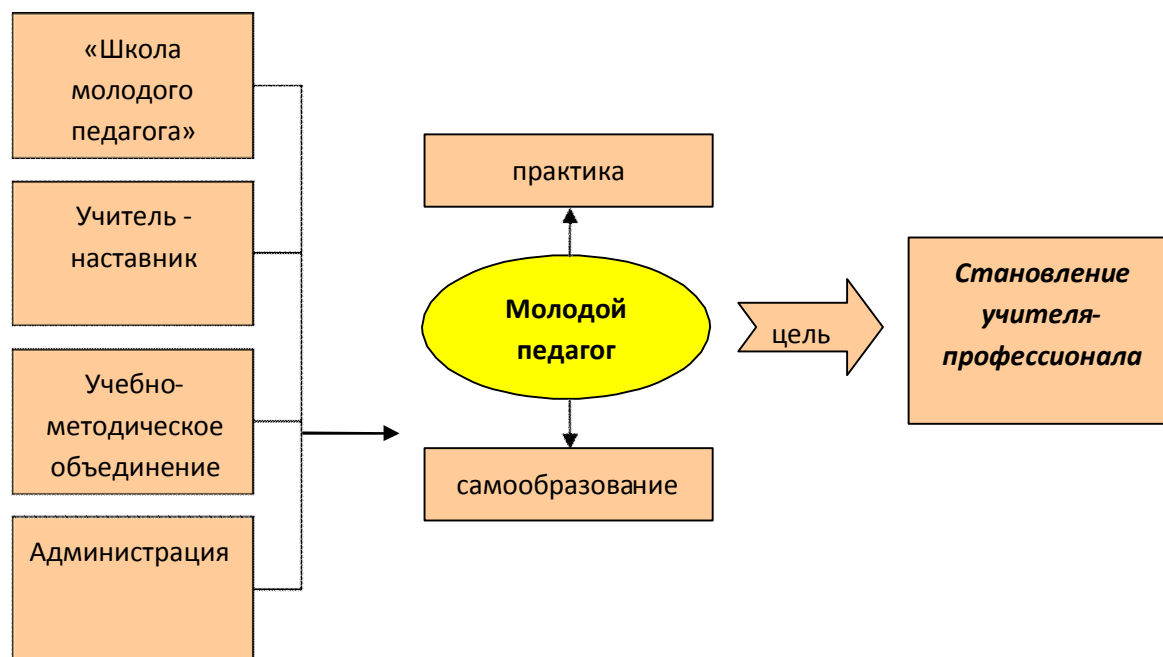 «Школа
молодого
педагога»
Учитель -
наставник
Учебно-
методическое
объединение
Администрация
практика
Молодой
педагог
самообразование
цель
Становление
учителя-
профессионала